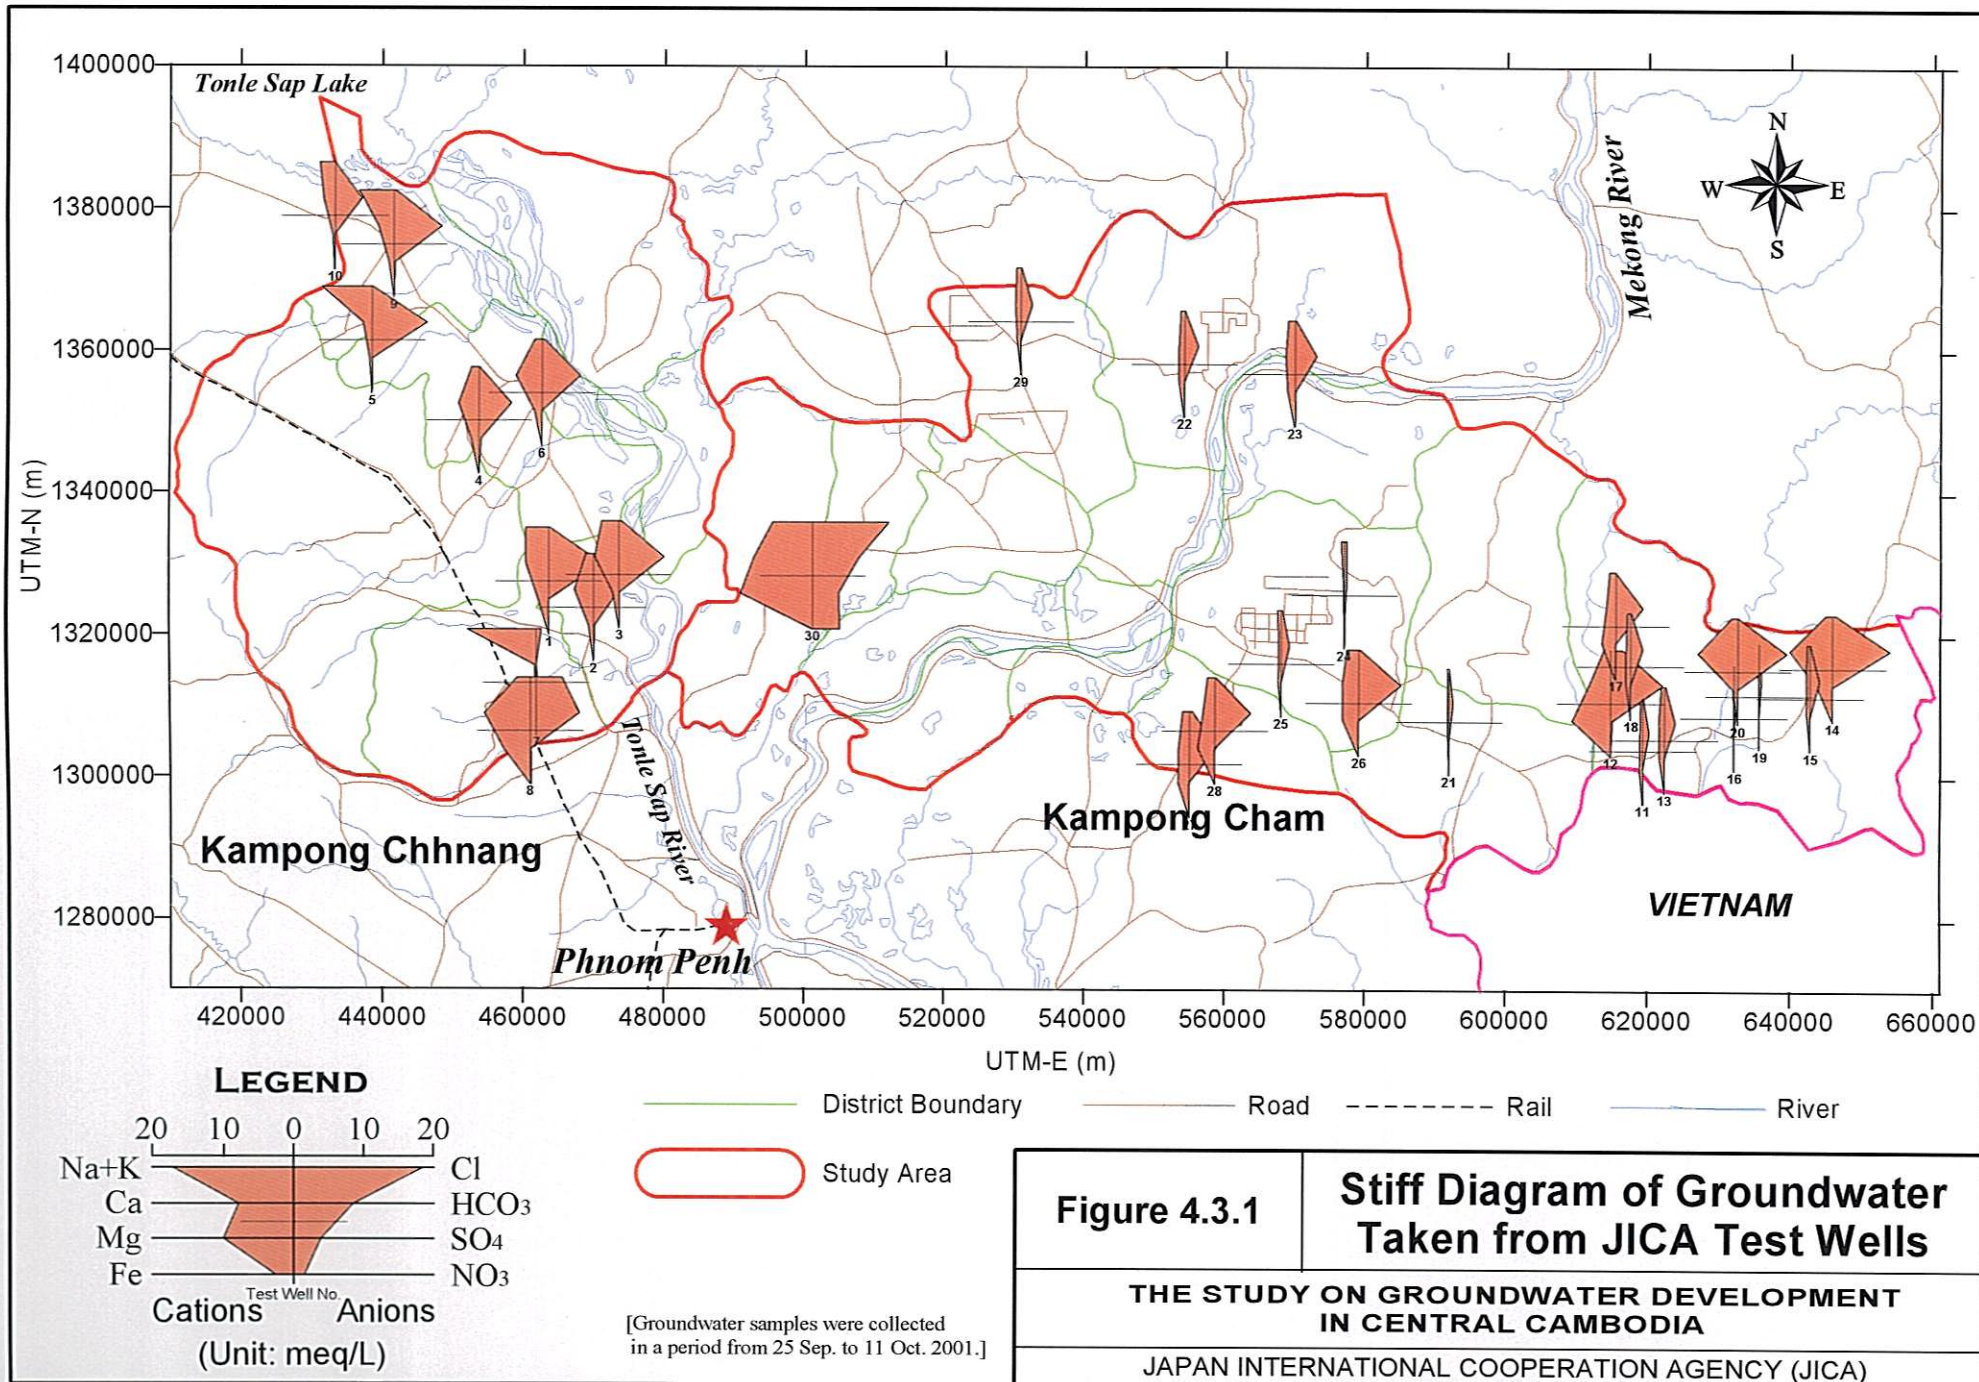 1400000
1380000
1360000
1340000
1320000
1300000
1280000
UTM-N (m)
Tonle Sap Lake
Mekong River
N
W E
S
10
9
5
4
6
1
2
3
7
8
30
29
22
23
24
25
26
28
21
17
18
12
11
13
20
16
19
15
14
Tonle Sap River
Kampong Chhnang
Kampong Cham
VIETNAM
Phnom Penh
420000 440000 460000 480000 500000 520000 540000 560000 580000 600000 620000 640000 660000
UTM-E (m)
LEGEND
20 10 0 10 20
Na+K Cl
Ca HCO3
Mg SO4
Fe NO3
Test Well No.
Cations Anions
(Unit: meq/L)
District Boundary Road Rail River
Study Area
[Groundwater samples were collected
in a period from 25 Sep. to 11 Oct. 2001.]
Figure 4.3.1
Stiff Diagram of Groundwater
Taken from JICA Test Wells
THE STUDY ON GROUNDWATER DEVELOPMENT
IN CENTRAL CAMBODIA
JAPAN INTERNATIONAL COOPERATION AGENCY (JICA)